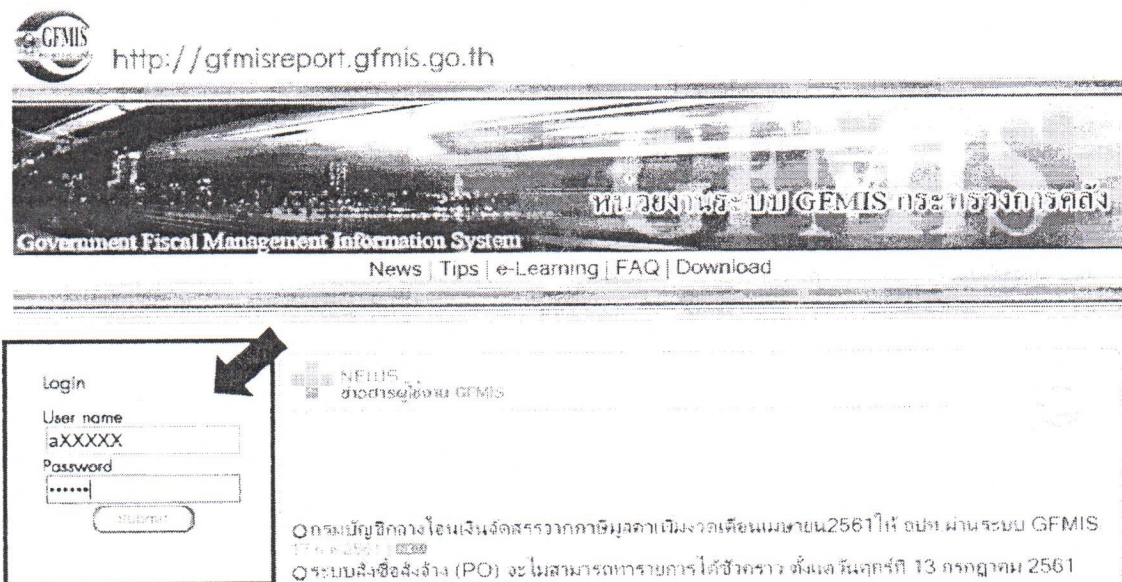 GFMIS
http://gfmisreport.gfmis.go.th
หน่วยงานระบบ GFMIS กระทรวงการคลัง
Government Fiscal Management Information System
News | Tips | e-Learning | FAQ | Download
Login
User name
aXXXXX
Password
••••••
submit
NEWS
ข่าวสารผู้ใช้งาน GFMIS
กรมบัญชีกลางโอนเงินจัดสรรจากภาษีมูลค่าเพิ่มงวดเดือนเมษายน2561ให้ อปท ผ่านระบบ GFMIS
2561
ระบบสั่งซื้อสั่งจ้าง (PO) จะไม่สามารถทำรายการได้ชั่วคราว ตั้งแต่วันศุกร์ที่ 13 กรกฎาคม 2561